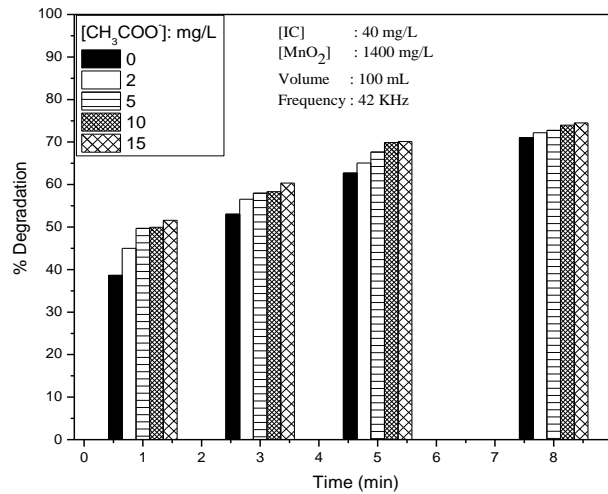 [CH₃COO⁻]: mg/L
0
2
5
10
15
[IC] : 40 mg/L
[MnO₂] : 1400 mg/L
Volume : 100 mL
Frequency : 42 KHz
100
90
80
70
60
50
40
30
20
10
0
% Degradation
0 1 2 3 4 5 6 7 8
Time (min)